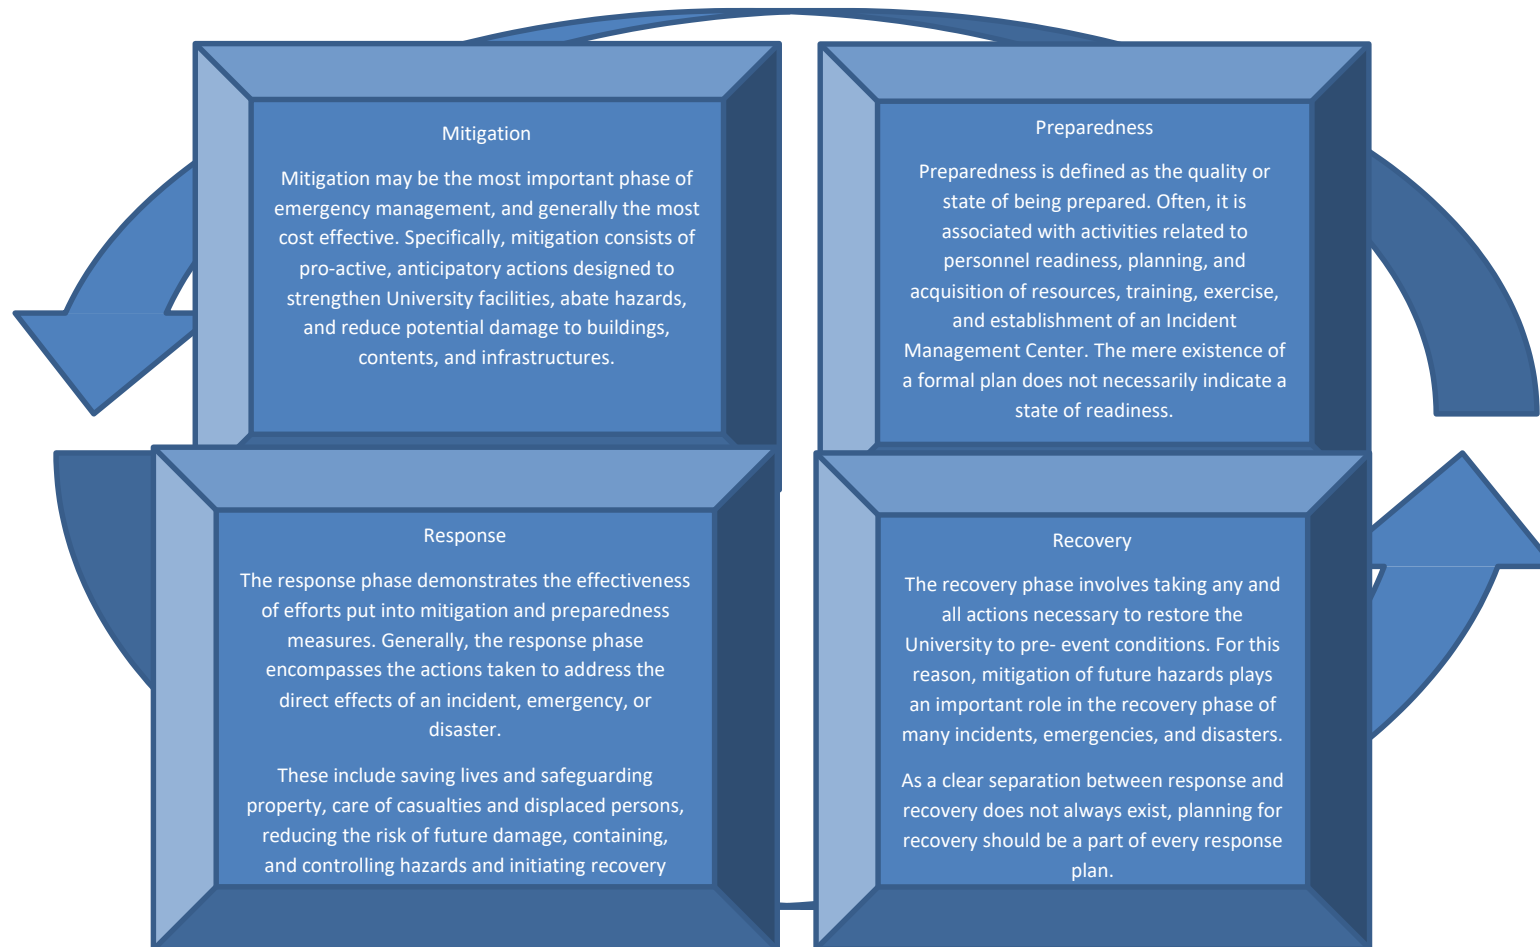 Mitigation
Mitigation may be the most important phase of
emergency management, and generally the most
cost effective. Specifically, mitigation consists of
pro-active, anticipatory actions designed to
strengthen University facilities, abate hazards,
and reduce potential damage to buildings,
contents, and infrastructures.
Preparedness
Preparedness is defined as the quality or
state of being prepared. Often, it is
associated with activities related to
personnel readiness, planning, and
acquisition of resources, training, exercise,
and establishment of an Incident
Management Center. The mere existence of
a formal plan does not necessarily indicate a
state of readiness.
Response
The response phase demonstrates the effectiveness
of efforts put into mitigation and preparedness
measures. Generally, the response phase
encompasses the actions taken to address the
direct effects of an incident, emergency, or
disaster.
These include saving lives and safeguarding
property, care of casualties and displaced persons,
reducing the risk of future damage, containing,
and controlling hazards and initiating recovery
Recovery
The recovery phase involves taking any and
all actions necessary to restore the
University to pre- event conditions. For this
reason, mitigation of future hazards plays
an important role in the recovery phase of
many incidents, emergencies, and disasters.
As a clear separation between response and
recovery does not always exist, planning for
recovery should be a part of every response
plan.